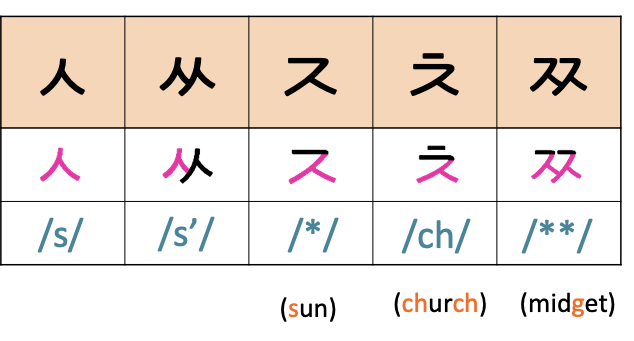 ㅅ ㅆ ㅈ ㅊ ㅉ
ㅅ ㅆ ㅈ ㅊ ㅉ
/s/ /s’/ /*/ /ch/ /**/
(sun) (church) (midget)